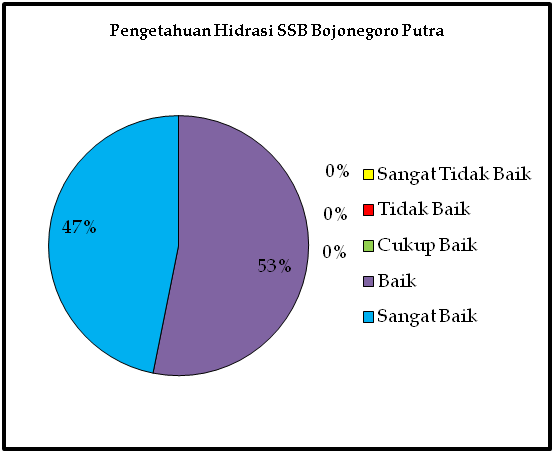 Pengetahuan Hidrasi SSB Bojonegoro Putra
0%
Sangat Tidak Baik
0%
Tidak Baik
0%
Cukup Baik
47%
53%
Baik
Sangat Baik